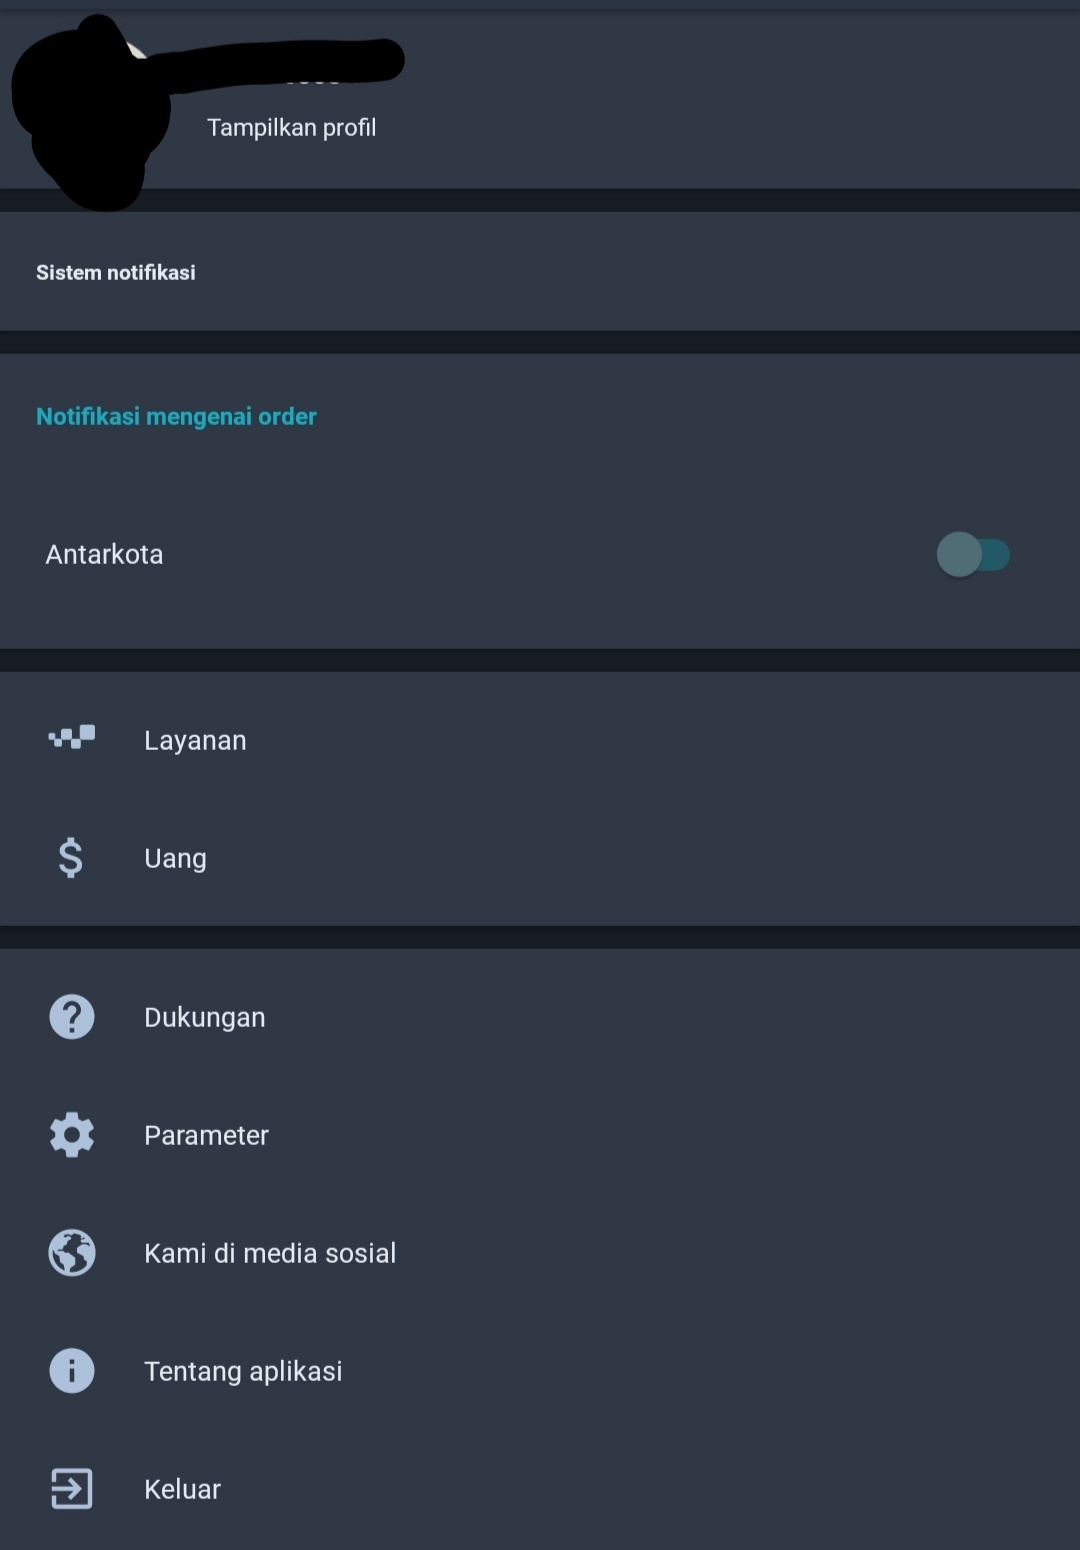 Tampilkan profil
Sistem notifikasi
Notifikasi mengenai order
Antarkota
Layanan
Uang
Dukungan
Parameter
Kami di media sosial
Tentang aplikasi
Keluar